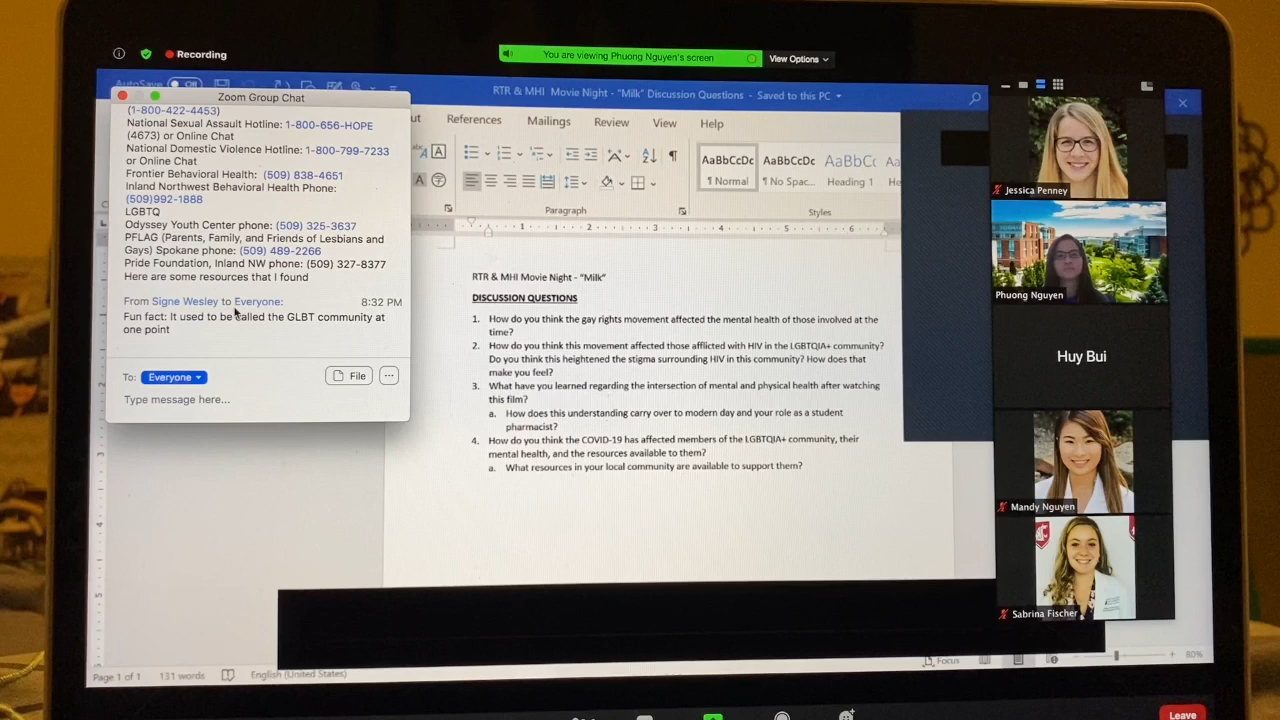 Recording
You are viewing Phuong Nguyen's screen
View Options
AutoSave
Off
RTR & MHI Movie Night - "Milk" Discussion Questions - Saved to this PC
References
Mailings
Review
View
Help
AaBbCcDc
AaBbCcDc
AaBbCc
¶ Normal
¶ No Spac...
Heading 1
Paragraph
Styles
Zoom Group Chat
(1-800-422-4453)
National Sexual Assault Hotline: 1-800-656-HOPE
(4673) or Online Chat
National Domestic Violence Hotline: 1-800-799-7233
or Online Chat
Frontier Behavioral Health: (509) 838-4651
Inland Northwest Behavioral Health Phone:
(509)992-1888
LGBTQ
Odyssey Youth Center phone: (509) 325-3637
PFLAG (Parents, Family, and Friends of Lesbians and
Gays) Spokane phone: (509) 489-2266
Pride Foundation, Inland NW phone: (509) 327-8377
Here are some resources that I found
From Signe Wesley to Everyone:
8:32 PM
Fun fact: It used to be called the GLBT community at
one point
To: Everyone
File
Type message here...
1 2 3 4 5 6
RTR & MHI Movie Night - "Milk"
DISCUSSION QUESTIONS
1. How do you think the gay rights movement affected the mental health of those involved at the
time?
2. How do you think this movement affected those afflicted with HIV in the LGBTQIA+ community?
Do you think this heightened the stigma surrounding HIV in this community? How does that
make you feel?
3. What have you learned regarding the intersection of mental and physical health after watching
this film?
a. How does this understanding carry over to modern day and your role as a student
pharmacist?
4. How do you think the COVID-19 has affected members of the LGBTQIA+ community, their
mental health, and the resources available to them?
a. What resources in your local community are available to support them?
Jessica Penney
Phuong Nguyen
Huy Bui
Mandy Nguyen
Sabrina Fischer
Page 1 of 1
131 words
English (United States)
Focus
80%
Leave